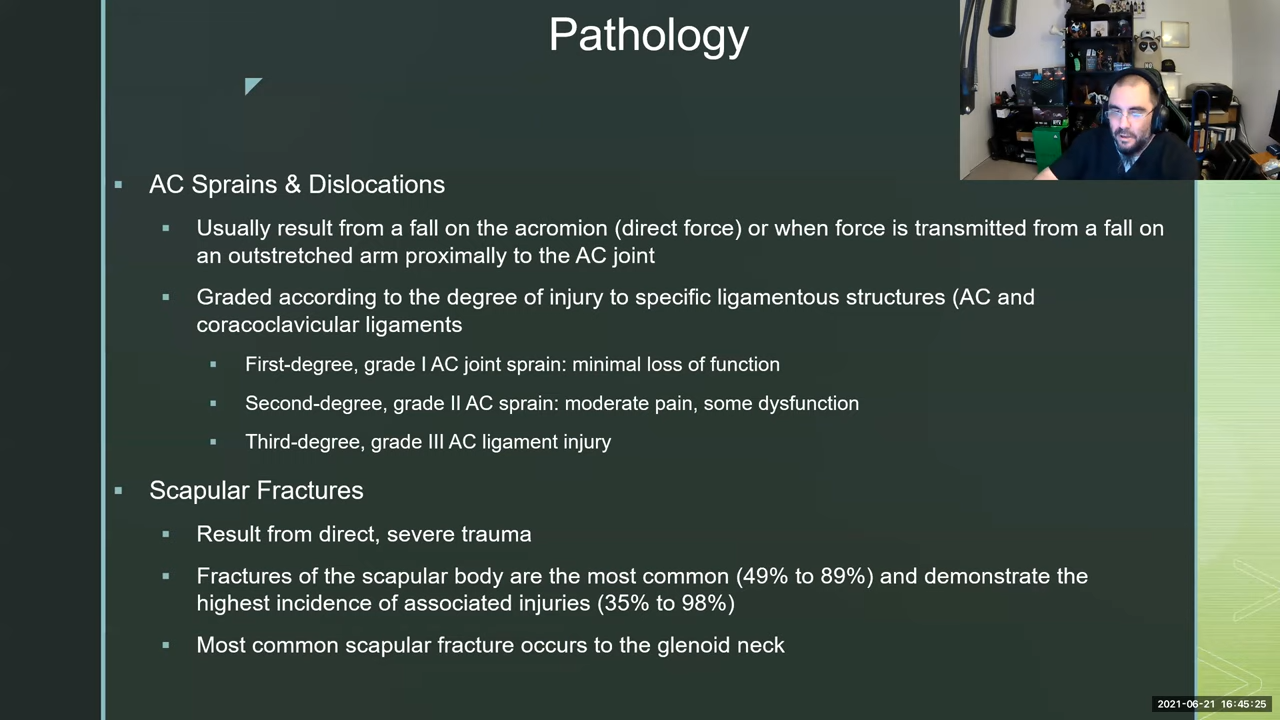 Pathology
AC Sprains & Dislocations
Usually result from a fall on the acromion (direct force) or when force is transmitted from a fall on
an outstretched arm proximally to the AC joint
Graded according to the degree of injury to specific ligamentous structures (AC and
coracoclavicular ligaments
First-degree, grade I AC joint sprain: minimal loss of function
Second-degree, grade II AC sprain: moderate pain, some dysfunction
Third-degree, grade III AC ligament injury
Scapular Fractures
Result from direct, severe trauma
Fractures of the scapular body are the most common (49% to 89%) and demonstrate the
highest incidence of associated injuries (35% to 98%)
Most common scapular fracture occurs to the glenoid neck
2021-06-21 16:45:25